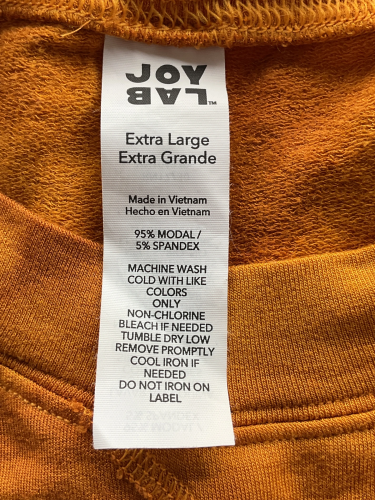 JOY
LAB™
Extra Large
Extra Grande
Made in Vietnam
Hecho en Vietnam
95% MODAL /
5% SPANDEX
MACHINE WASH
COLD WITH LIKE
COLORS
ONLY
NON-CHLORINE
BLEACH IF NEEDED
TUMBLE DRY LOW
REMOVE PROMPTLY
COOL IRON IF
NEEDED
DO NOT IRON ON
LABEL